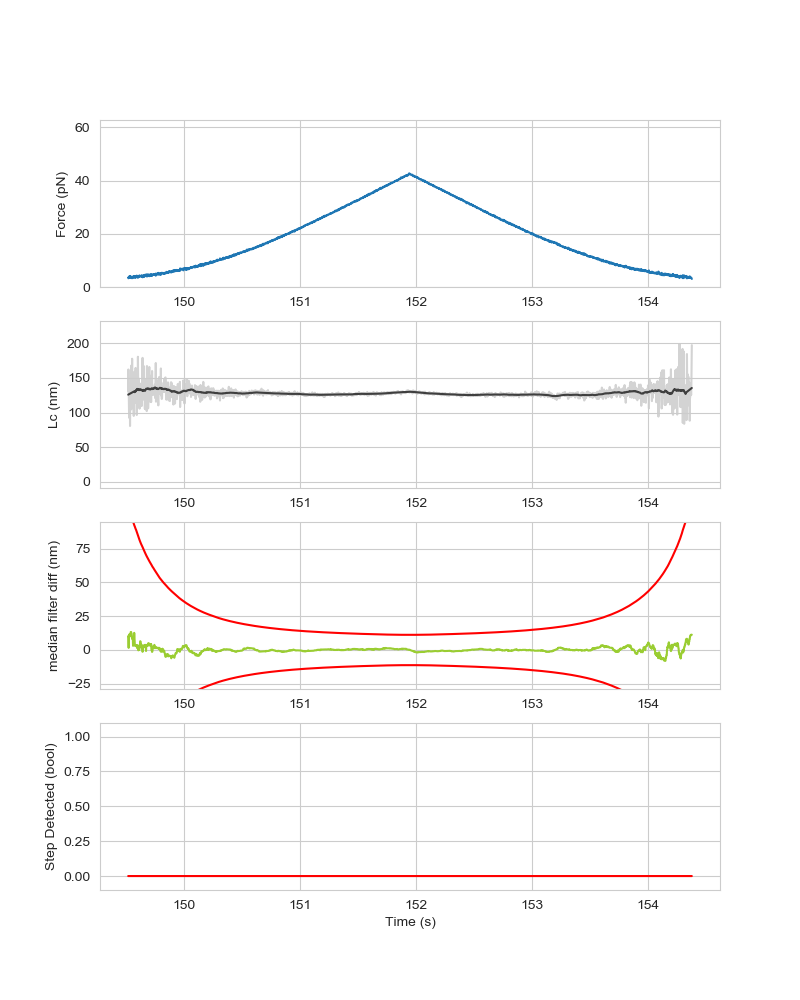 Force (pN)
60
40
20
0
150 151 152 153 154
Lc (nm)
200
150
100
50
0
150 151 152 153 154
median filter diff (nm)
75
50
25
0
−25
150 151 152 153 154
Step Detected (bool)
1.00
0.75
0.50
0.25
0.00
150 151 152 153 154
Time (s)